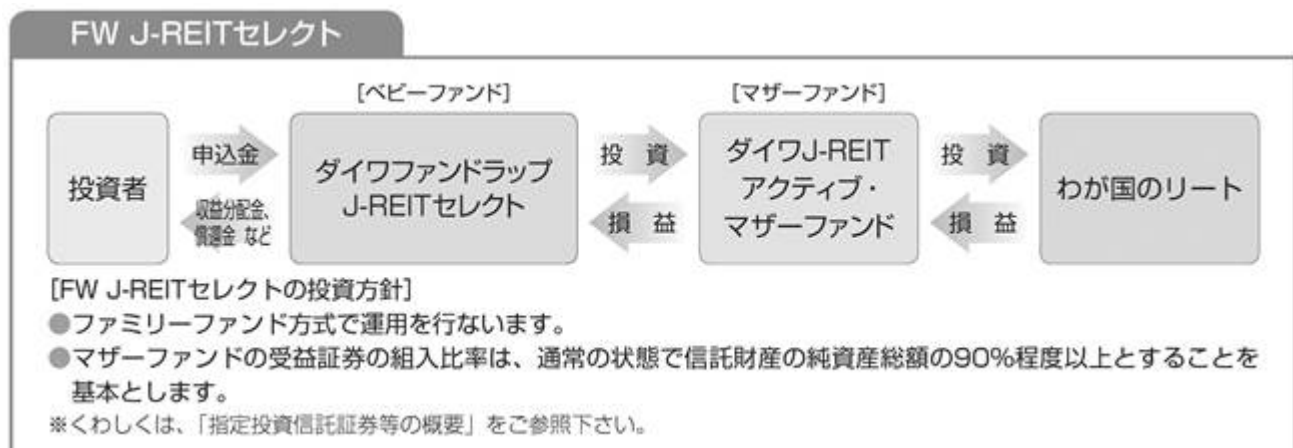 FW J-REITセレクト
[ベビーファンド]
[マザーファンド]
投資者
申込金
収益分配金、
償還金 など
ダイワファンドラップ
J-REITセレクト
投 資
損 益
ダイワJ-REIT
アクティブ・
マザーファンド
投 資
損 益
わが国のリート
[FW J-REITセレクトの投資方針]
●ファミリーファンド方式で運用を行ないます。
●マザーファンドの受益証券の組入比率は、通常の状態で信託財産の純資産総額の90%程度以上とすることを
基本とします。
※くわしくは、「指定投資信託証券等の概要」をご参照下さい。